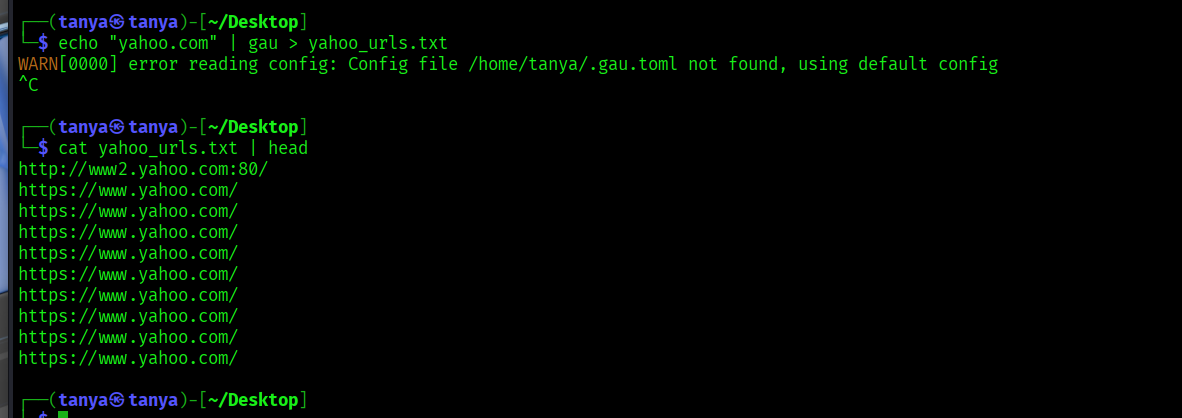 ┌──(tanya㉿tanya)-[~/Desktop]
└─$ echo "yahoo.com" | gau > yahoo_urls.txt
WARN[0000] error reading config: Config file /home/tanya/.gau.toml not found, using default config
^C
┌──(tanya㉿tanya)-[~/Desktop]
└─$ cat yahoo_urls.txt | head
http://www2.yahoo.com:80/
https://www.yahoo.com/
https://www.yahoo.com/
https://www.yahoo.com/
https://www.yahoo.com/
https://www.yahoo.com/
https://www.yahoo.com/
https://www.yahoo.com/
https://www.yahoo.com/
https://www.yahoo.com/
┌──(tanya㉿tanya)-[~/Desktop]
└─$